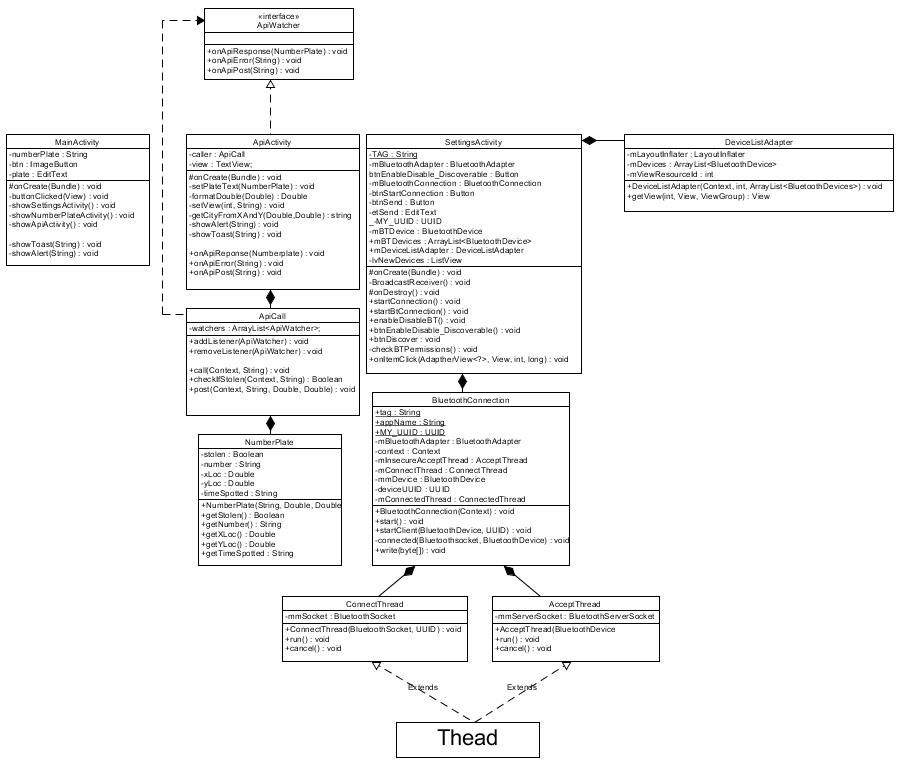 «interface»
ApiWatcher
+onApiResponse(NumberPlate) : void
+onApiError(String) : void
+onApiPost(String) : void
MainActivity
-numberPlate : String
-btn : ImageButton
-plate : EditText
#onCreate(Bundle) : void
-buttonClicked(View) : void
-showSettingsActivity() : void
-showNumberPlateActivity() : void
-showApiActivity() : void
-showToast(String) : void
-showAlert(String) : void
ApiActivity
-caller : ApiCall
-view : TextView;
#onCreate(Bundle) : void
-setPlateText(NumberPlate) : void
-formatDouble(Double) : Double
-setView(int, String) : void
-getCityFromXAndY(Double,Double) : string
-showAlert(String) : void
-showToast(String) : void
+onApiReponse(Numberplate) : void
+onApiError(String) : void
+onApiPost(String) : void
SettingsActivity
-TAG : String
-mBluetoothAdapter : BluetoothAdapter
btnEnableDisable_Discoverable : Button
-mBluetoothConnection : BluetoothConnection
-btnStartConnection : Button
-btnSend : Button
-etSend : EditText
_-MY_UUID : UUID
-mBTDevice : BluetoothDevice
+mBTDevices : ArrayList<BluetoothDevice>
+mDeviceListAdapter : DeviceListAdapter
-lvNewDevices : ListView
#onCreate(Bundle) : void
-BroadcastReceiver() : void
#onDestroy() : void
+startConnection() : void
+startBtConnection() : void
+enableDisableBT() : void
+btnEnableDisable_Discoverable() : void
+btnDiscover : void
-checkBTPermissions() : void
+onItemClick(AdaptherView<?>, View, int, long) : void
DeviceListAdapter
-mLayoutInflater : LayoutInflater
-mDevices : ArrayList<BluetoothDevice>
-mViewResourceId : int
+DeviceListAdapter(Context, int, ArrayList<BluetoothDevices>) : void
+getView(int, View, ViewGroup) : View
ApiCall
-watchers : ArrayList<ApiWatcher>;
+addListener(ApiWatcher) : void
+removeListener(ApiWatcher) : void
+call(Context, String) : void
+checkIfStolen(Context, String) : Boolean
+post(Context, String, Double, Double) : void
NumberPlate
-stolen : Boolean
-number : String
-xLoc : Double
-yLoc : Double
-timeSpotted : String
+NumberPlate(String, Double, Double
+getStolen() : Boolean
+getNumber() : String
+getXLoc() : Double
+getYLoc() : Double
+getTimeSpotted : String
BluetoothConnection
+tag : String
+appName : String
+MY_UUID : UUID
-mBluetoothAdapter : BluetoothAdapter
-context : Context
-mInsecureAcceptThread : AcceptThread
-mConnectThread : ConnectThread
-mmDevice : BluetoothDevice
-deviceUUID : UUID
-mConnectedThread : ConnectedThread
+BluetoothConnection(Context) : void
+start() : void
+startClient(BluetoothDevice, UUID) : void
-connected(Bluetoothsocket, BluetoothDevice) : void
+write(byte[]) : void
ConnectThread
-mmSocket : BluetoothSocket
+ConnectThread(BluetoothSocket, UUID) : void
+run() : void
+cancel() : void
AcceptThread
-mmServerSocket : BluetoothServerSocket
+AcceptThread(BluetoothDevice
+run() : void
+cancel() : void
Extends
Extends
Thead